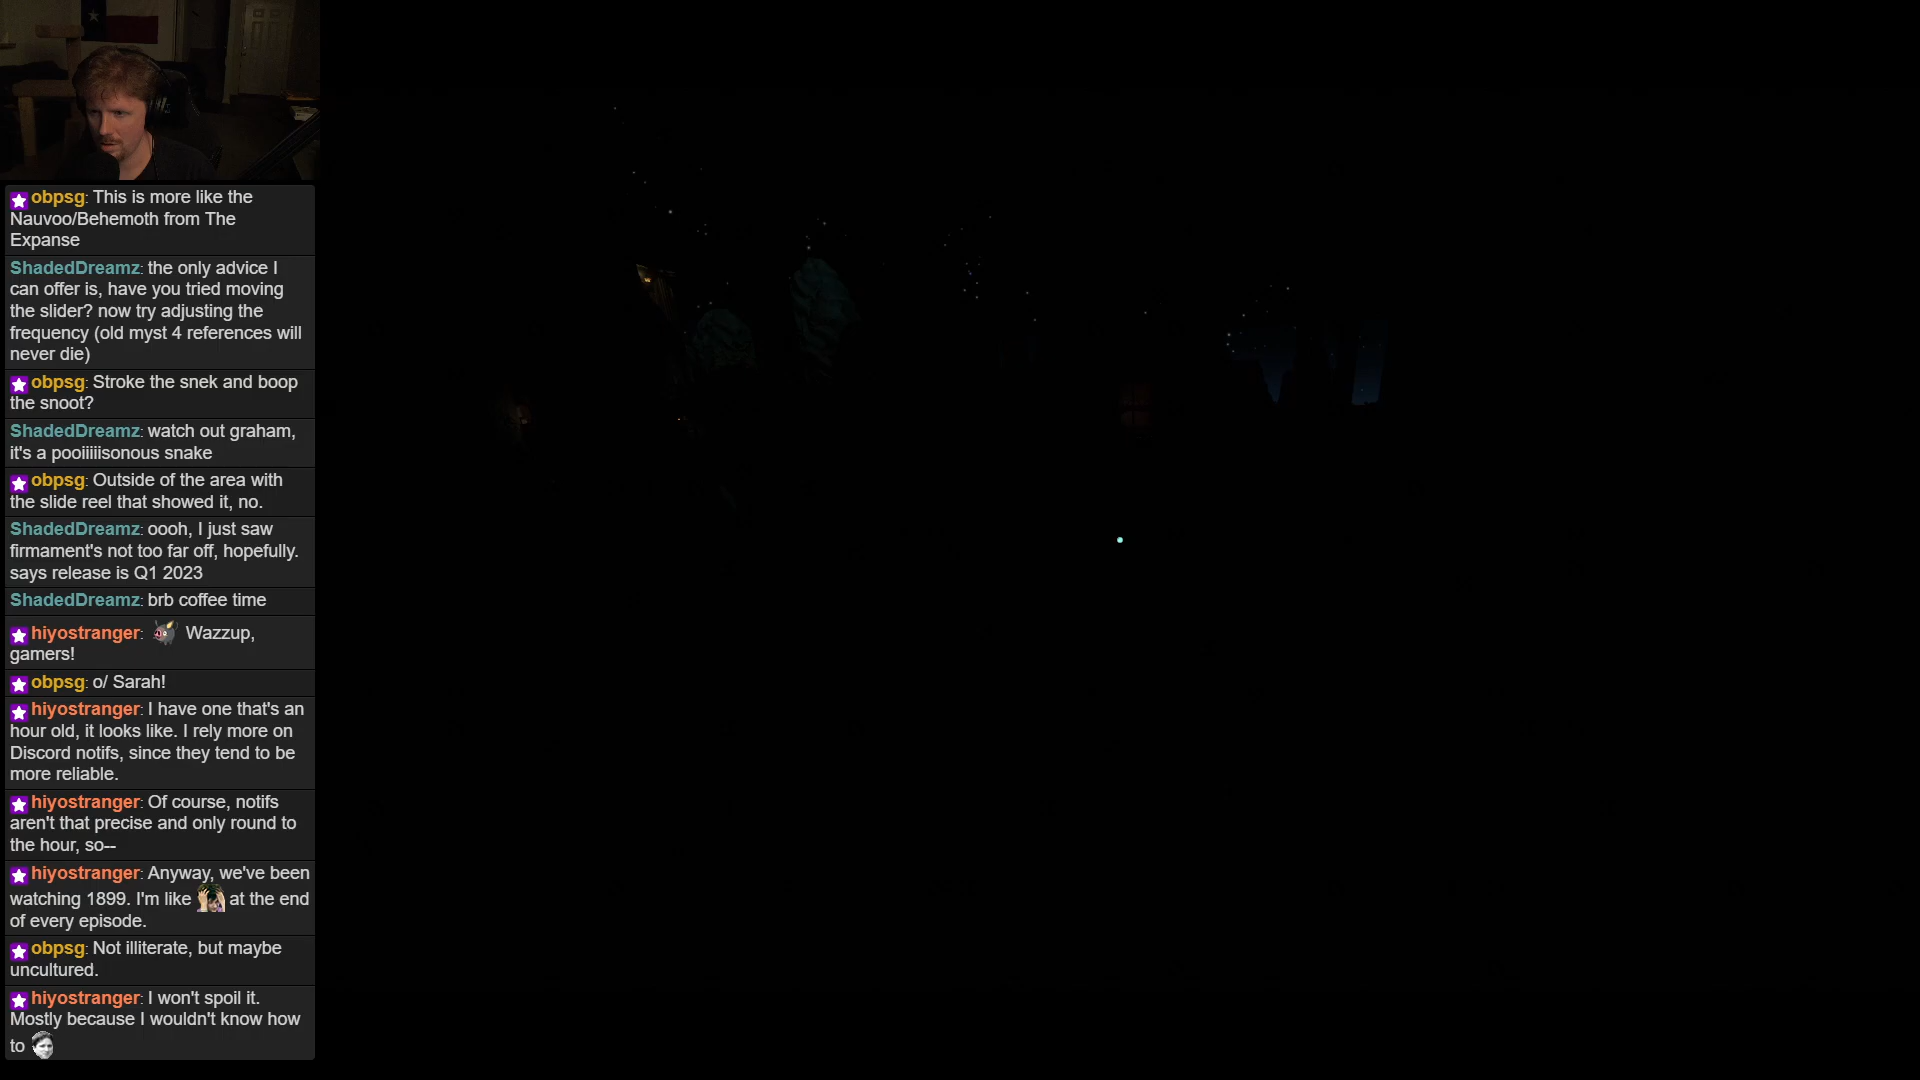 obpsg: This is more like the
Nauvoo/Behemoth from The
Expanse
ShadedDreamz: the only advice I
can offer is, have you tried moving
the slider? now try adjusting the
frequency (old myst 4 references will
never die)
obpsg: Stroke the snek and boop
the snoot?
ShadedDreamz: watch out graham,
it's a pooiiiiisonous snake
obpsg: Outside of the area with
the slide reel that showed it, no.
ShadedDreamz: oooh, I just saw
firmament's not too far off, hopefully.
says release is Q1 2023
ShadedDreamz: brb coffee time
hiyostranger: Wazzup,
gamers!
obpsg: o/ Sarah!
hiyostranger: I have one that's an
hour old, it looks like. I rely more on
Discord notifs, since they tend to be
more reliable.
hiyostranger: Of course, notifs
aren't that precise and only round to
the hour, so--
hiyostranger: Anyway, we've been
watching 1899. I'm like at the end
of every episode.
obpsg: Not illiterate, but maybe
uncultured.
hiyostranger: I won't spoil it.
Mostly because I wouldn't know how
to